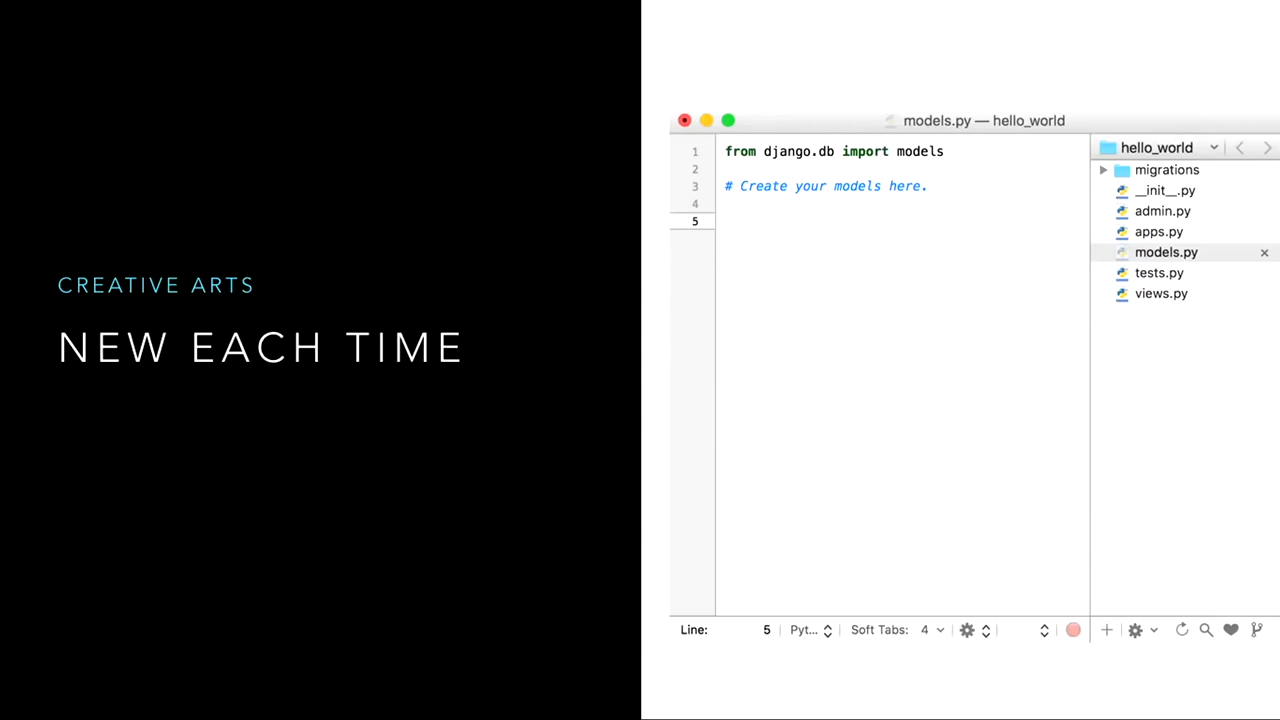 CREATIVE ARTS
NEW EACH TIME
models.py — hello_world
1 from django.db import models
2
3 # Create your models here.
4
5
hello_world
migrations
__init__.py
admin.py
apps.py
models.py
tests.py
views.py
Line: 5 Pyt... Soft Tabs: 4